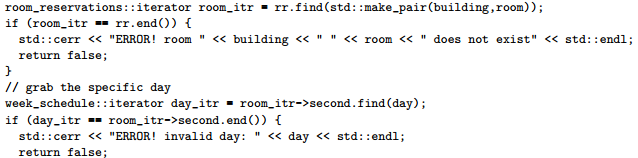 room_reservations::iterator room_itr = rr.find(std::make_pair(building,room));
if (room_itr == rr.end()) {
  std::cerr << "ERROR! room " << building << " " << room << " does not exist" << std::endl;
  return false;
}
// grab the specific day
week_schedule::iterator day_itr = room_itr->second.find(day);
if (day_itr == room_itr->second.end()) {
  std::cerr << "ERROR! invalid day: " << day << std::endl;
  return false;